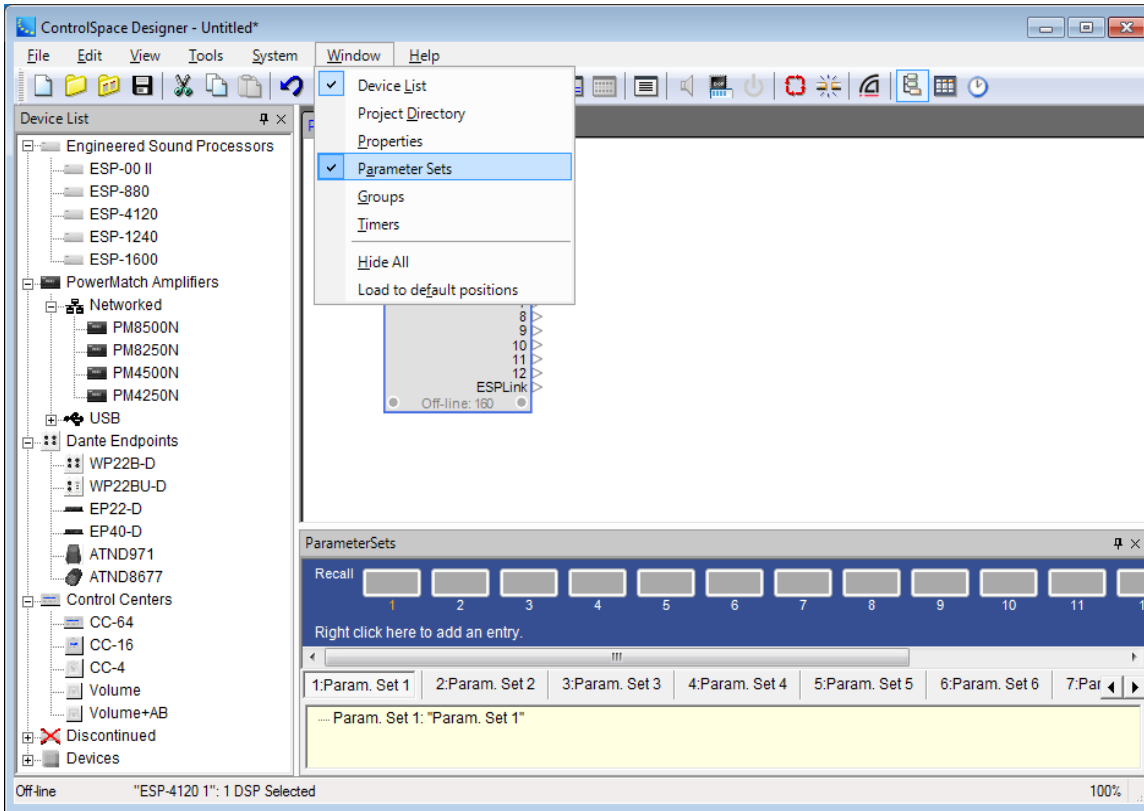 ControlSpace Designer - Untitled*
File Edit View Tools System Window Help
Device List
Project Directory
Properties
Parameter Sets
Groups
Timers
Hide All
Load to default positions
Device List
Engineered Sound Processors
ESP-00 II
ESP-880
ESP-4120
ESP-1240
ESP-1600
PowerMatch Amplifiers
Networked
PM8500N
PM8250N
PM4500N
PM4250N
USB
Dante Endpoints
WP22B-D
WP22BU-D
EP22-D
EP40-D
ATND971
ATND8677
Control Centers
CC-64
CC-16
CC-4
Volume
Volume+AB
Discontinued
Devices
8
9
10
11
12
ESPLink
Off-line: 160
ParameterSets
Recall
1 2 3 4 5 6 7 8 9 10 11
Right click here to add an entry.
1:Param. Set 1 2:Param. Set 2 3:Param. Set 3 4:Param. Set 4 5:Param. Set 5 6:Param. Set 6 7:Par
Param. Set 1: "Param. Set 1"
Off-line "ESP-4120 1": 1 DSP Selected 100%